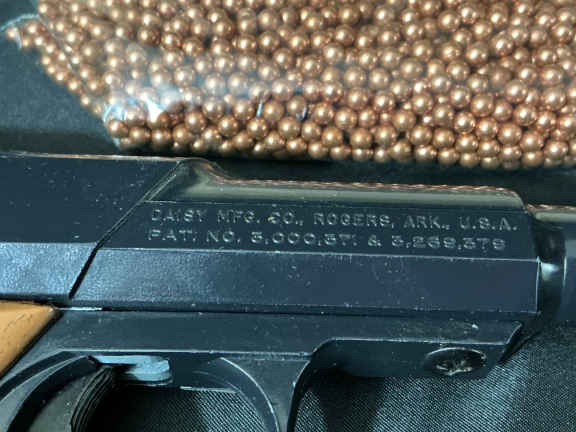 DAISY MFG. CO., ROGERS, ARK., U.S.A.
PAT. NO. 3,000,371 & 3,269,379